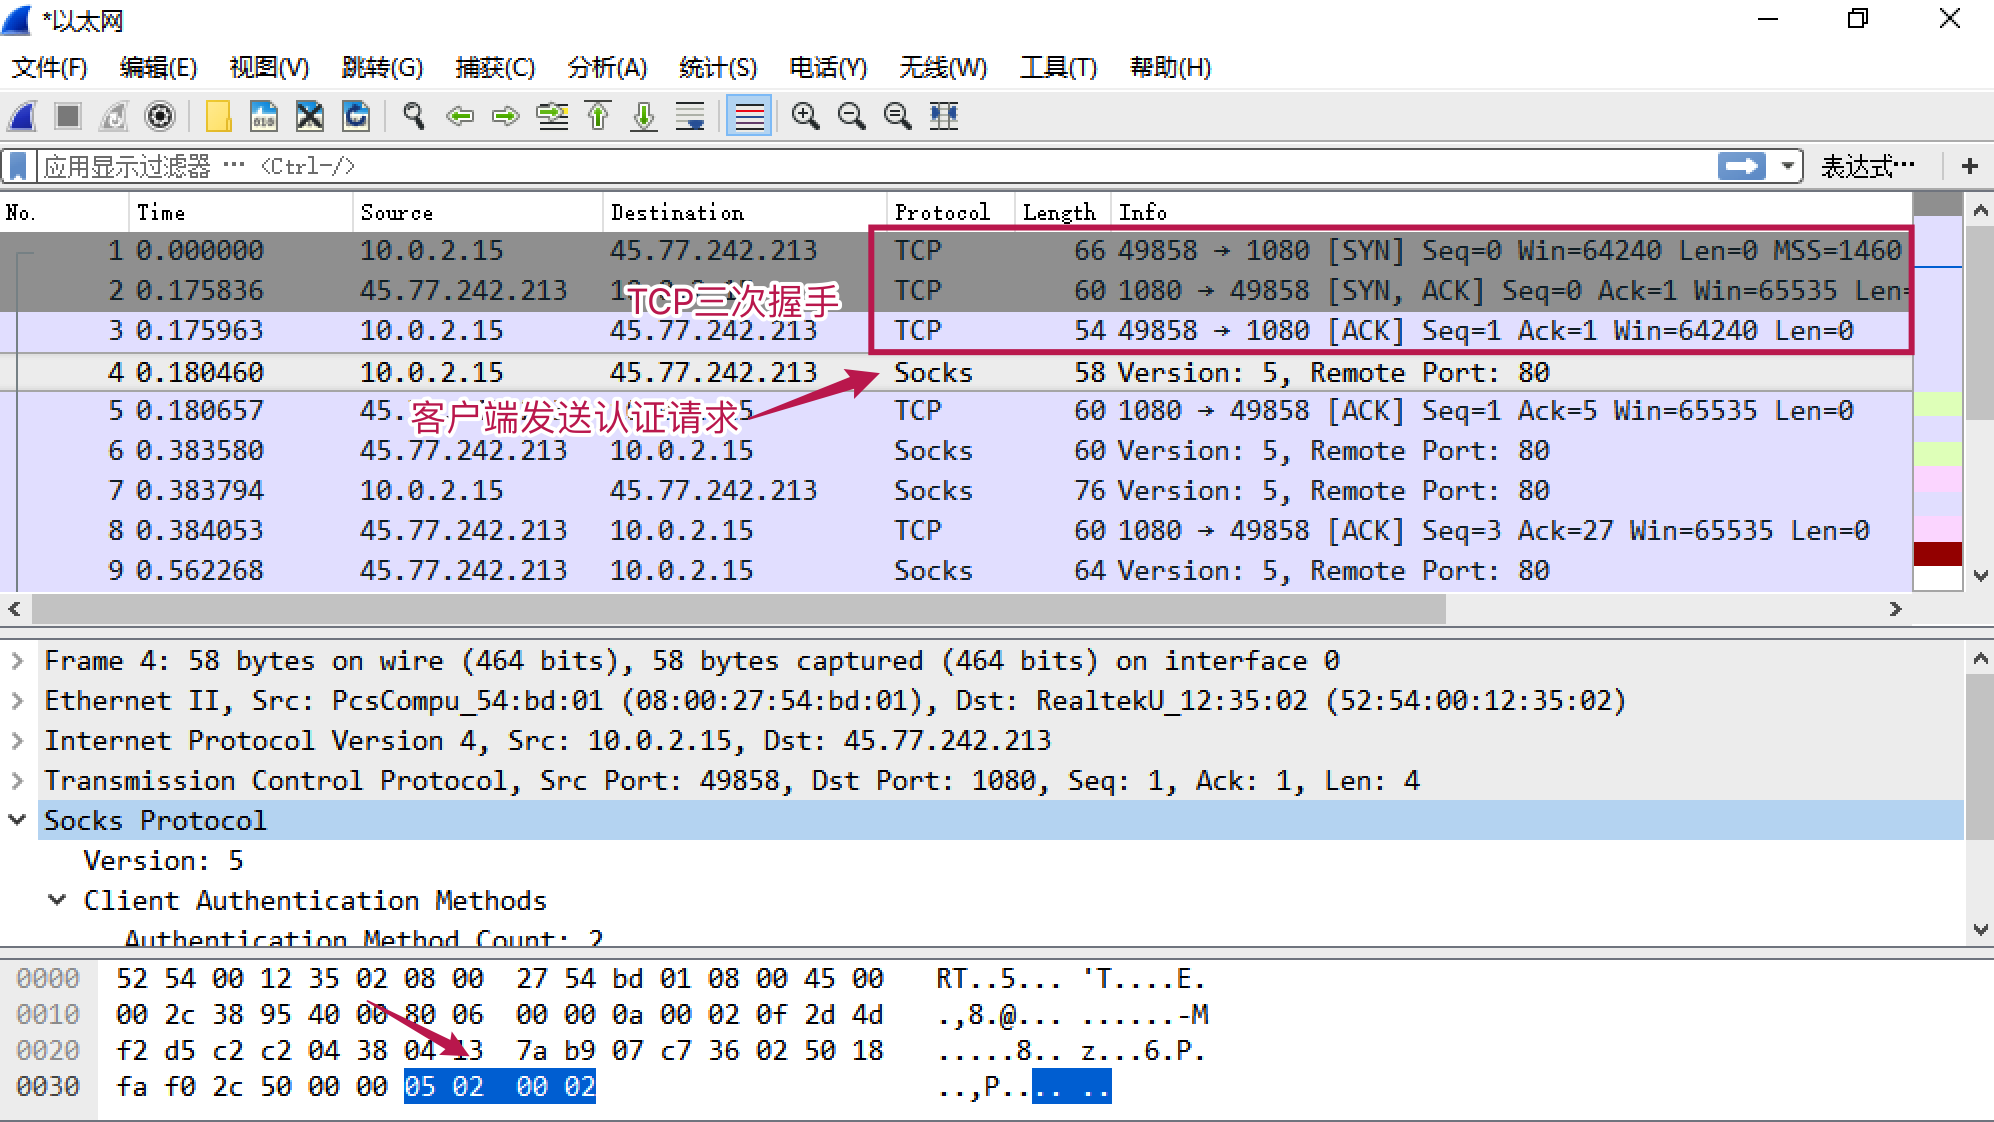 *以太网
文件(F) 编辑(E) 视图(V) 跳转(G) 捕获(C) 分析(A) 统计(S) 电话(Y) 无线(W) 工具(T) 帮助(H)
应用显示过滤器 … <Ctrl-/> 表达式… +
No. Time Source Destination Protocol Length Info
1 0.000000 10.0.2.15 45.77.242.213 TCP 66 49858 → 1080 [SYN] Seq=0 Win=64240 Len=0 MSS=1460
2 0.175836 45.77.242.213 TCP 60 1080 → 49858 [SYN, ACK] Seq=0 Ack=1 Win=65535 Len=
TCP三次握手
3 0.175963 10.0.2.15 45.77.242.213 TCP 54 49858 → 1080 [ACK] Seq=1 Ack=1 Win=64240 Len=0
4 0.180460 10.0.2.15 45.77.242.213 Socks 58 Version: 5, Remote Port: 80
5 0.180657 45. TCP 60 1080 → 49858 [ACK] Seq=1 Ack=5 Win=65535 Len=0
客户端发送认证请求
6 0.383580 45.77.242.213 10.0.2.15 Socks 60 Version: 5, Remote Port: 80
7 0.383794 10.0.2.15 45.77.242.213 Socks 76 Version: 5, Remote Port: 80
8 0.384053 45.77.242.213 10.0.2.15 TCP 60 1080 → 49858 [ACK] Seq=3 Ack=27 Win=65535 Len=0
9 0.562268 45.77.242.213 10.0.2.15 Socks 64 Version: 5, Remote Port: 80
Frame 4: 58 bytes on wire (464 bits), 58 bytes captured (464 bits) on interface 0
Ethernet II, Src: PcsCompu_54:bd:01 (08:00:27:54:bd:01), Dst: RealtekU_12:35:02 (52:54:00:12:35:02)
Internet Protocol Version 4, Src: 10.0.2.15, Dst: 45.77.242.213
Transmission Control Protocol, Src Port: 49858, Dst Port: 1080, Seq: 1, Ack: 1, Len: 4
Socks Protocol
Version: 5
Client Authentication Methods
Authentication Method Count: 2
0000 52 54 00 12 35 02 08 00 27 54 bd 01 08 00 45 00 RT..5... 'T....E.
0010 00 2c 38 95 40 00 80 06 00 00 0a 00 02 0f 2d 4d .,8.@... ......-M
0020 f2 d5 c2 c2 04 38 04 13 7a b9 07 c7 36 02 50 18 .....8.. z...6.P.
0030 fa f0 2c 50 00 00 05 02 00 02 ..,P.... ..